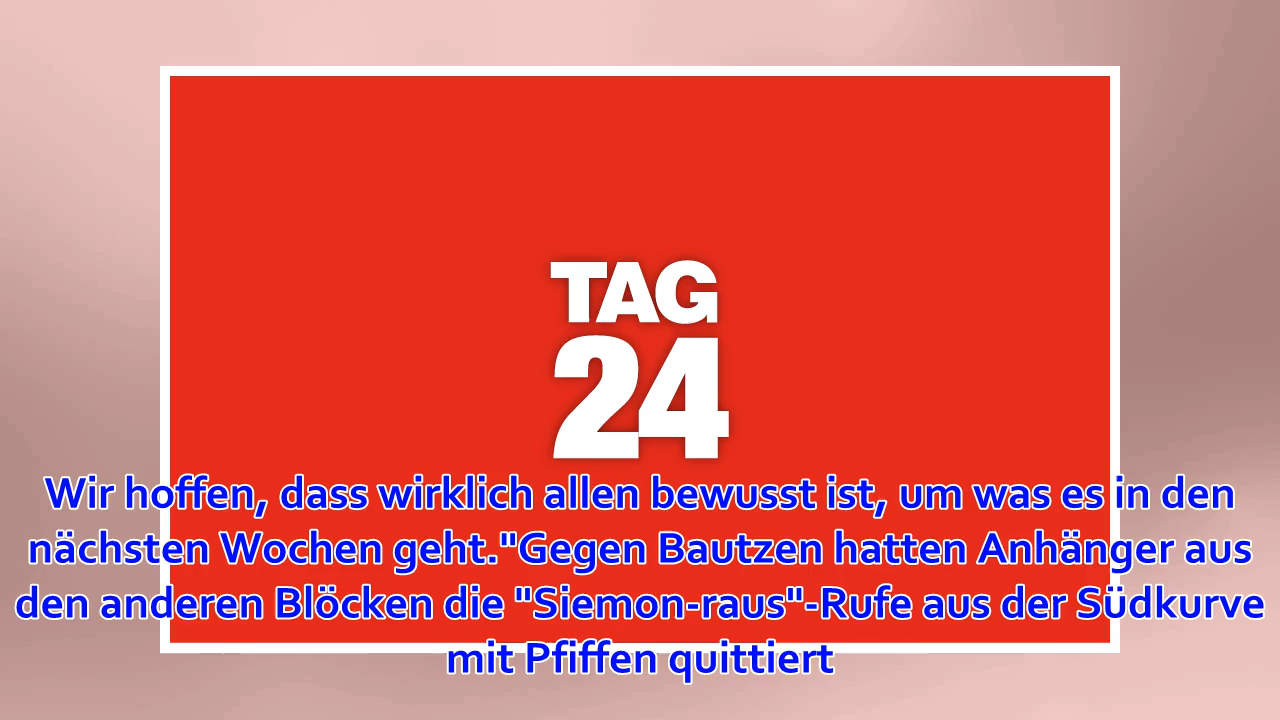 TAG
24
Wir hoffen, dass wirklich allen bewusst ist, um was es in den
nächsten Wochen geht."Gegen Bautzen hatten Anhänger aus
den anderen Blöcken die "Siemon-raus"-Rufe aus der Südkurve
mit Pfiffen quittiert